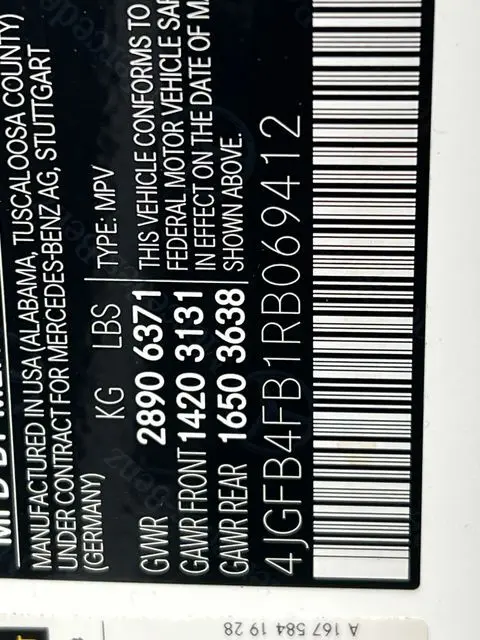 MANUFACTURED IN USA (ALABAMA, TUSCALOOSA COUNTY)
UNDER CONTRACT FOR MERCEDES-BENZ AG, STUTTGART
(GERMANY)
KG LBS TYPE: MPV
GVWR 2890 6371 THIS VEHICLE CONFORMS TO
GAWR FRONT 1420 3131 FEDERAL MOTOR VEHICLE
GAWR REAR 1650 3638 IN EFFECT ON THE DATE OF
SHOWN ABOVE.
4JGFB4FB1RB069412
A 167 584 19 28